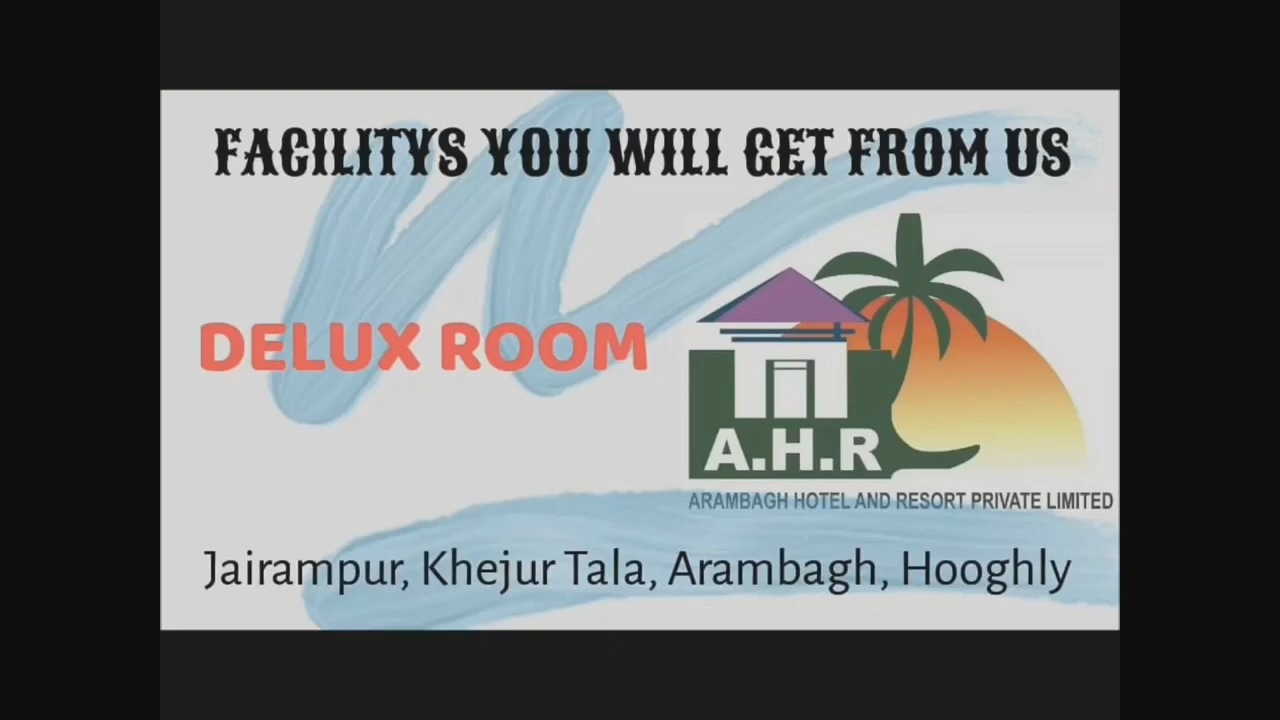 FACILITYS YOU WILL GET FROM US
DELUX ROOM
A.H.R
ARAMBAGH HOTEL AND RESORT PRIVATE LIMITED
Jairampur, Khejur Tala, Arambagh, Hooghly